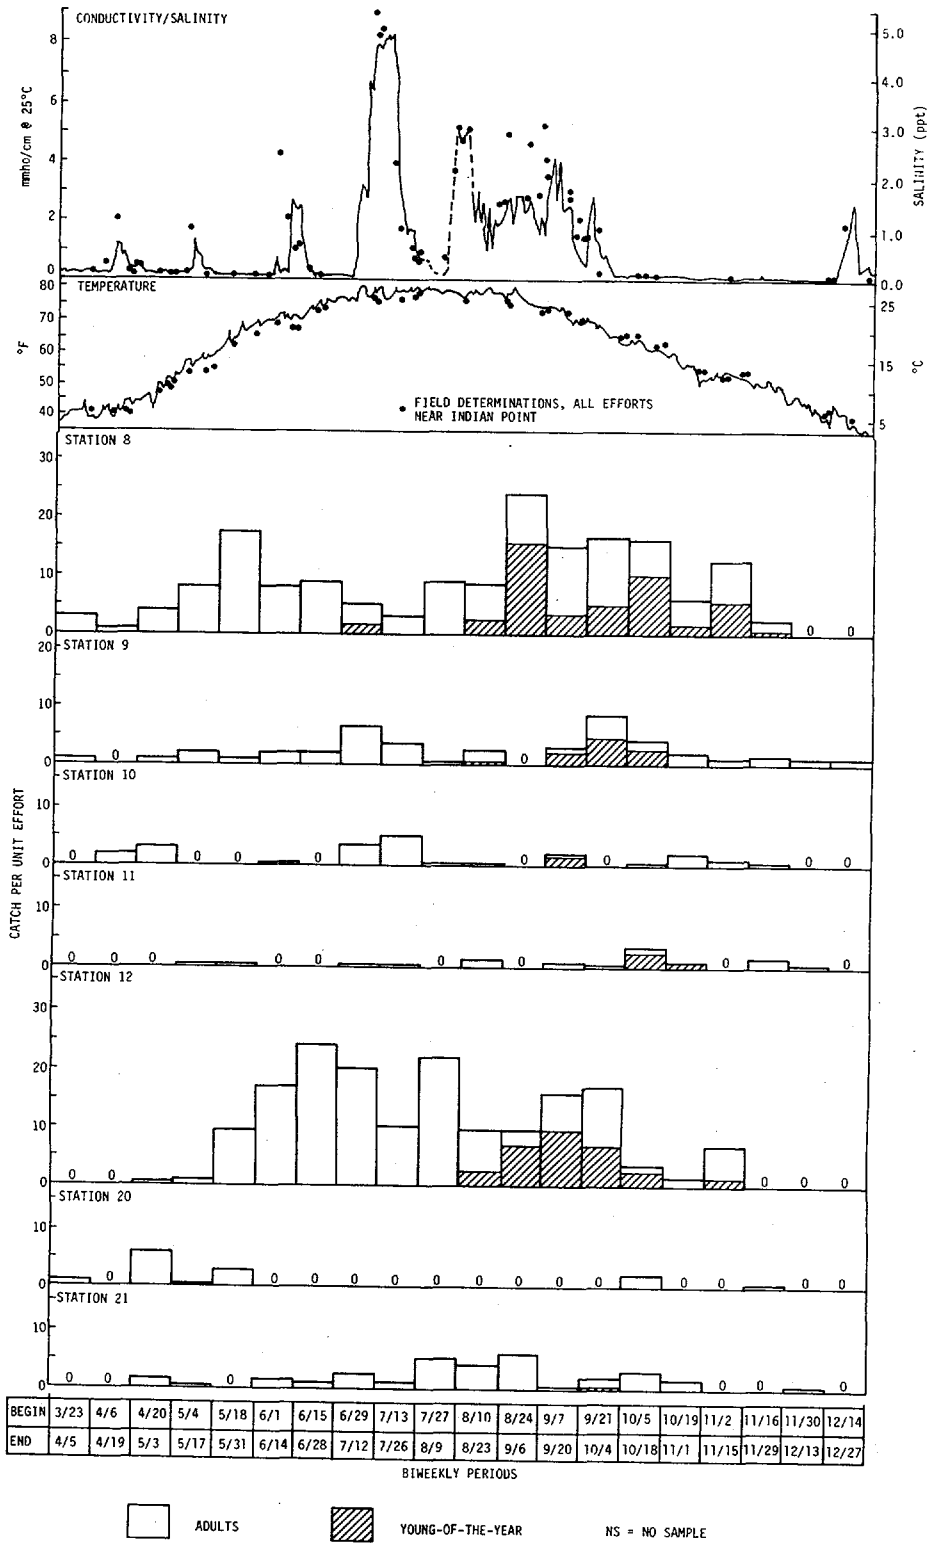 CONDUCTIVITY/SALINITY
8
6
4
2
0
mmho/cm @ 25°C
5.0
4.0
3.0
2.0
1.0
0.0
SALINITY (ppt)
TEMPERATURE
80
70
60
50
40
°F
25
15
5
°C
FIELD DETERMINATIONS, ALL EFFORTS
NEAR INDIAN POINT
CATCH PER UNIT EFFORT
STATION 8
30
20
10
0
0 0
STATION 9
20
10
0
0 0
STATION 10
10
0
0 0 0 0 0 0 0 0
STATION 11
10
0
0 0 0 0 0 0 0 0 0
STATION 12
30
20
10
0
0 0 0 0 0
STATION 20
10
0
0 0 0 0 0 0 0 0 0 0 0 0 0 0
STATION 21
10
0
0 0 0 0 0 0
BEGIN 3/23 4/6 4/20 5/4 5/18 6/1 6/15 6/29 7/13 7/27 8/10 8/24 9/7 9/21 10/5 10/19 11/2 11/16 11/30 12/14
END 4/5 4/19 5/3 5/17 5/31 6/14 6/28 7/12 7/26 8/9 8/23 9/6 9/20 10/4 10/18 11/1 11/15 11/29 12/13 12/27
BIWEEKLY PERIODS
ADULTS
YOUNG-OF-THE-YEAR
NS = NO SAMPLE